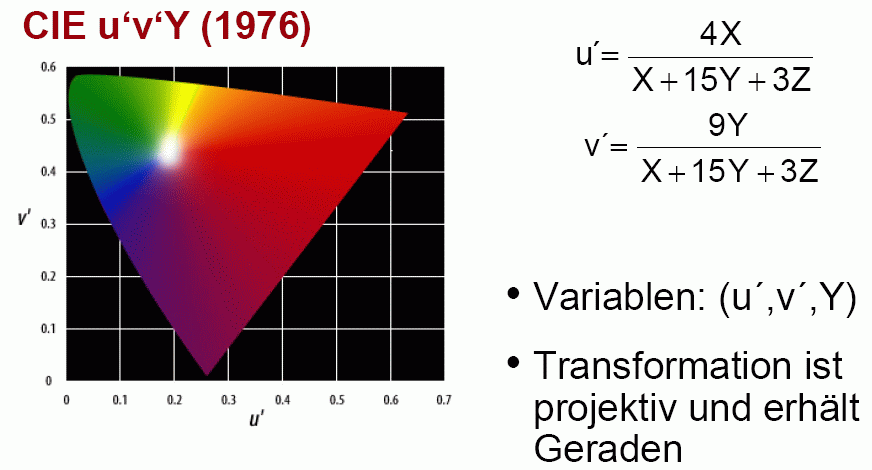 CIE u‘v‘Y (1976)
u´= 4X
X+15Y+3Z
v´= 9Y
X+15Y+3Z
0.6
0.5
0.4
v' 0.3
0.2
0.1
0
0 0.1 0.2 0.3 0.4 0.5 0.6 0.7
u'
• Variablen: (u´,v´,Y)
• Transformation ist
projektiv und erhält
Geraden